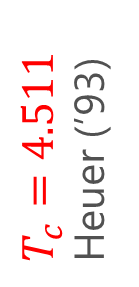 T_c = 4.511
Heuer ('93)